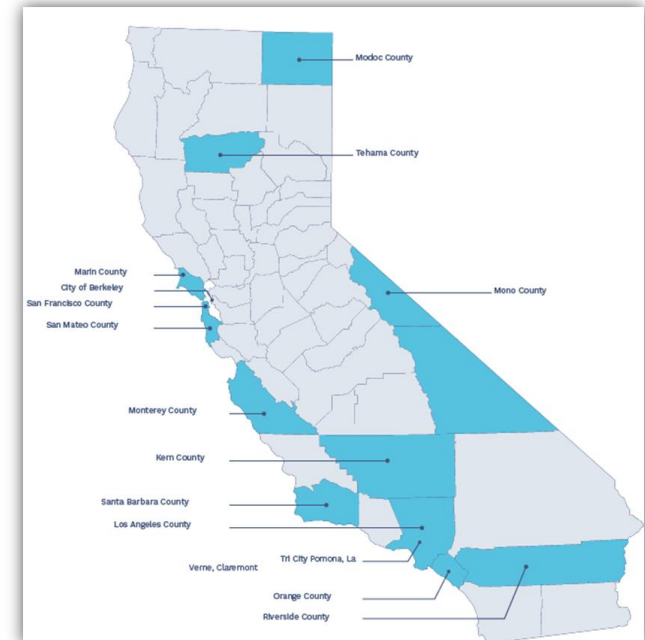 Modoc County
Tehama County
Marin County
City of Berkeley
San Francisco County
San Mateo County
Mono County
Monterey County
Kern County
Santa Barbara County
Los Angeles County
Tri City Pomona, La
Verne, Claremont
Orange County
Riverside County